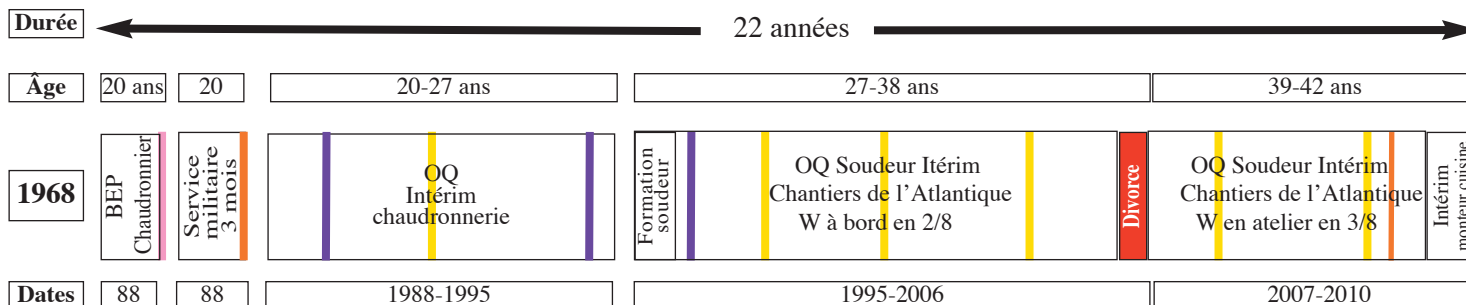 Durée
22 années
Âge
20 ans
20
20-27 ans
27-38 ans
39-42 ans
1968
BEP
Chaudronnier
Service
militaire
3 mois
OQ
Intérim
chaudronnerie
Formation
soudeur
OQ Soudeur Itérim
Chantiers de l’Atlantique
W à bord en 2/8
Divorce
OQ Soudeur Intérim
Chantiers de l’Atlantique
W en atelier en 3/8
Intérim
monteur cuisine
Dates
88
88
1988-1995
1995-2006
2007-2010